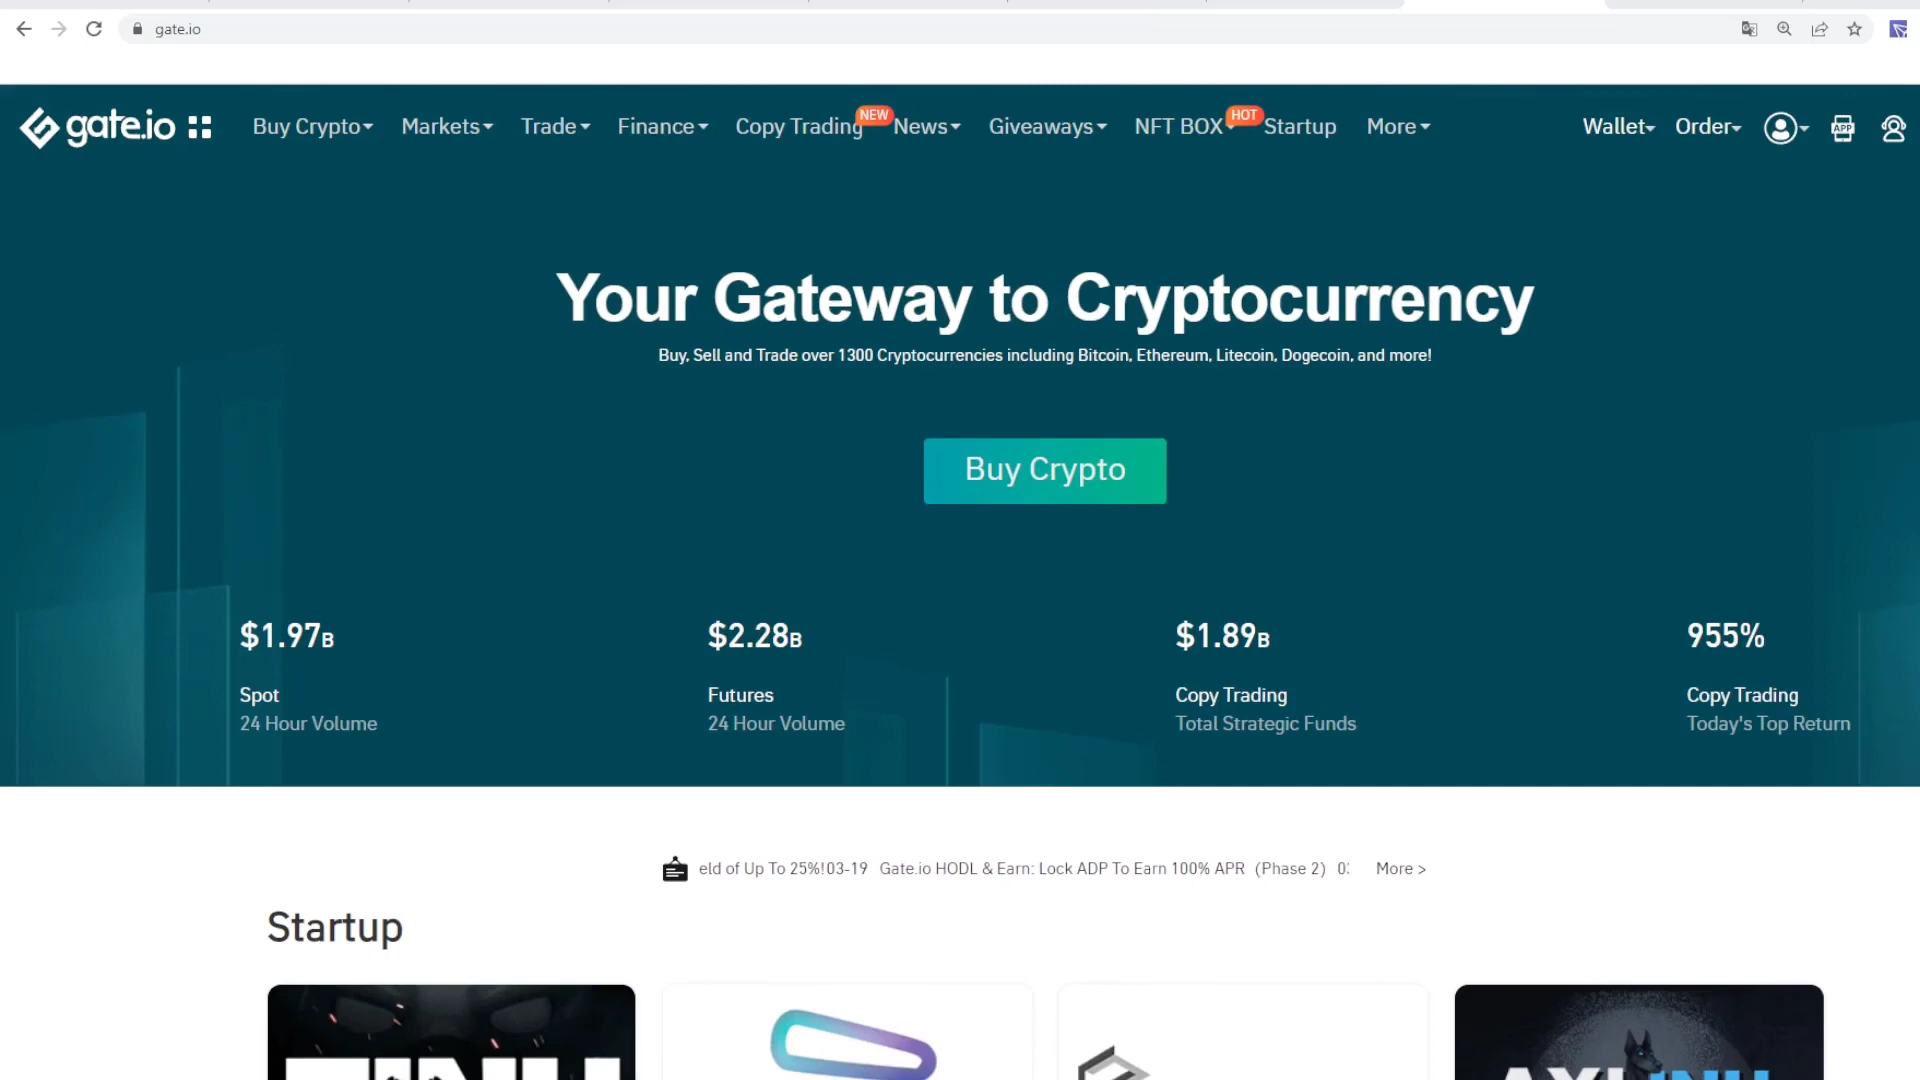 gate.io
gate.io
Buy Crypto
Markets
Trade
Finance
Copy Trading
NEW
News
Giveaways
NFT BOX
HOT
Startup
More
Wallet
Order
APP
Your Gateway to Cryptocurrency
Buy, Sell and Trade over 1300 Cryptocurrencies including Bitcoin, Ethereum, Litecoin, Dogecoin, and more!
Buy Crypto
$1.97B
Spot
24 Hour Volume
$2.28B
Futures
24 Hour Volume
$1.89B
Copy Trading
Total Strategic Funds
955%
Copy Trading
Today's Top Return
eld of Up To 25%!03-19 Gate.io HODL & Earn: Lock ADP To Earn 100% APR (Phase 2)
More >
Startup